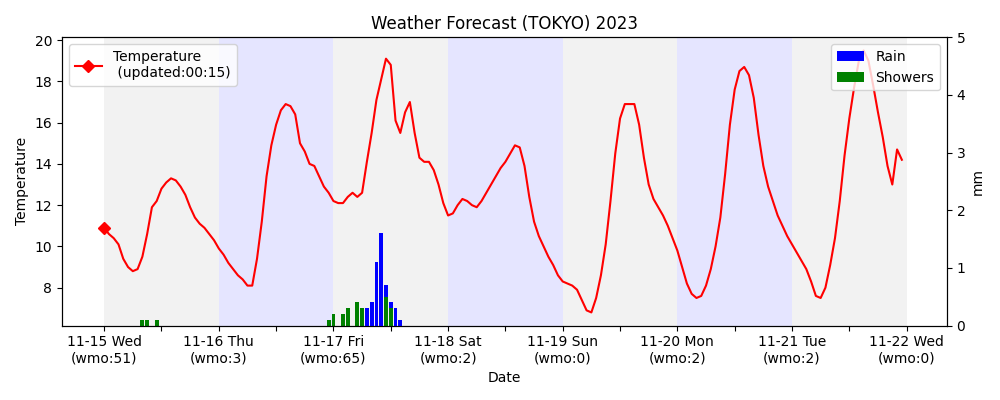 Weather Forecast (TOKYO) 2023
Temperature
(updated:00:15)
Rain
Showers
Temperature
20
18
16
14
12
10
8
5
4
3
2
1
0
mm
11-15 Wed
(wmo:51)
11-16 Thu
(wmo:3)
11-17 Fri
(wmo:65)
11-18 Sat
(wmo:2)
11-19 Sun
(wmo:0)
11-20 Mon
(wmo:2)
11-21 Tue
(wmo:2)
11-22 Wed
(wmo:0)
Date